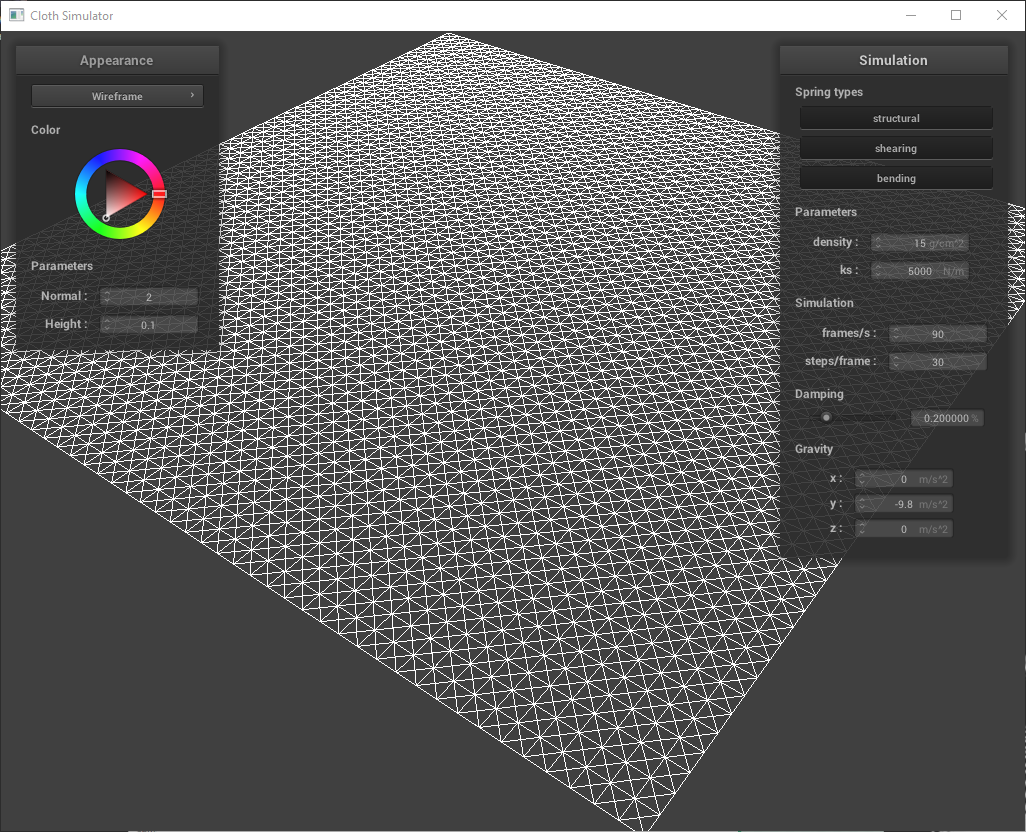 Cloth Simulator
Appearance
Wireframe
Color
Parameters
Normal : 2
Height : 0.1
Simulation
Spring types
structural
shearing
bending
Parameters
density : 15 g/cm^2
ks : 5000 N/m
Simulation
frames/s : 90
steps/frame : 30
Damping
0.200000 %
Gravity
x : 0 m/s^2
y : -9.8 m/s^2
z : 0 m/s^2